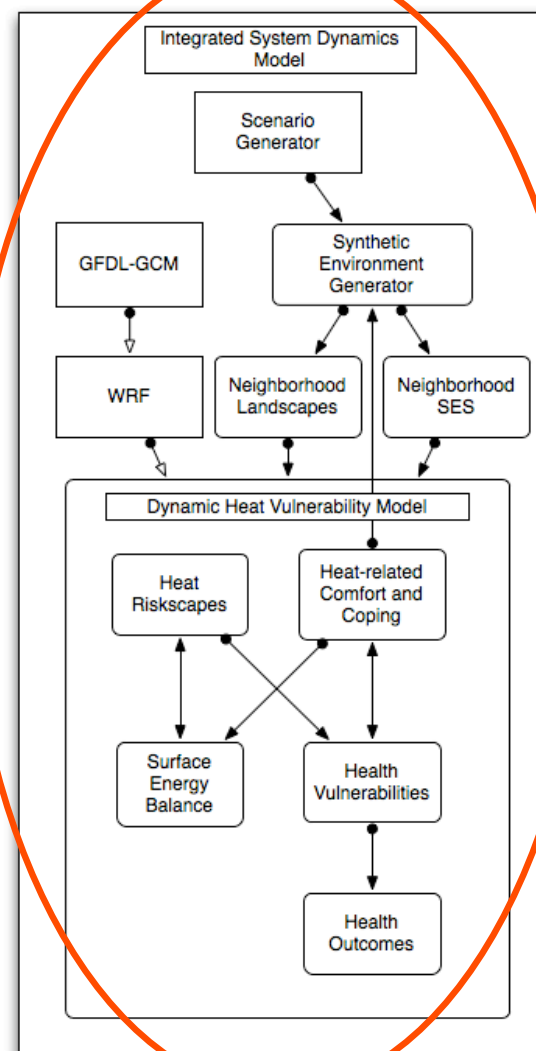 Integrated System Dynamics
Model
Scenario
Generator
GFDL-GCM
Synthetic
Environment
Generator
WRF
Neighborhood
Landscapes
Neighborhood
SES
Dynamic Heat Vulnerability Model
Heat
Riskscapes
Heat-related
Comfort and
Coping
Surface
Energy
Balance
Health
Vulnerabilities
Health
Outcomes